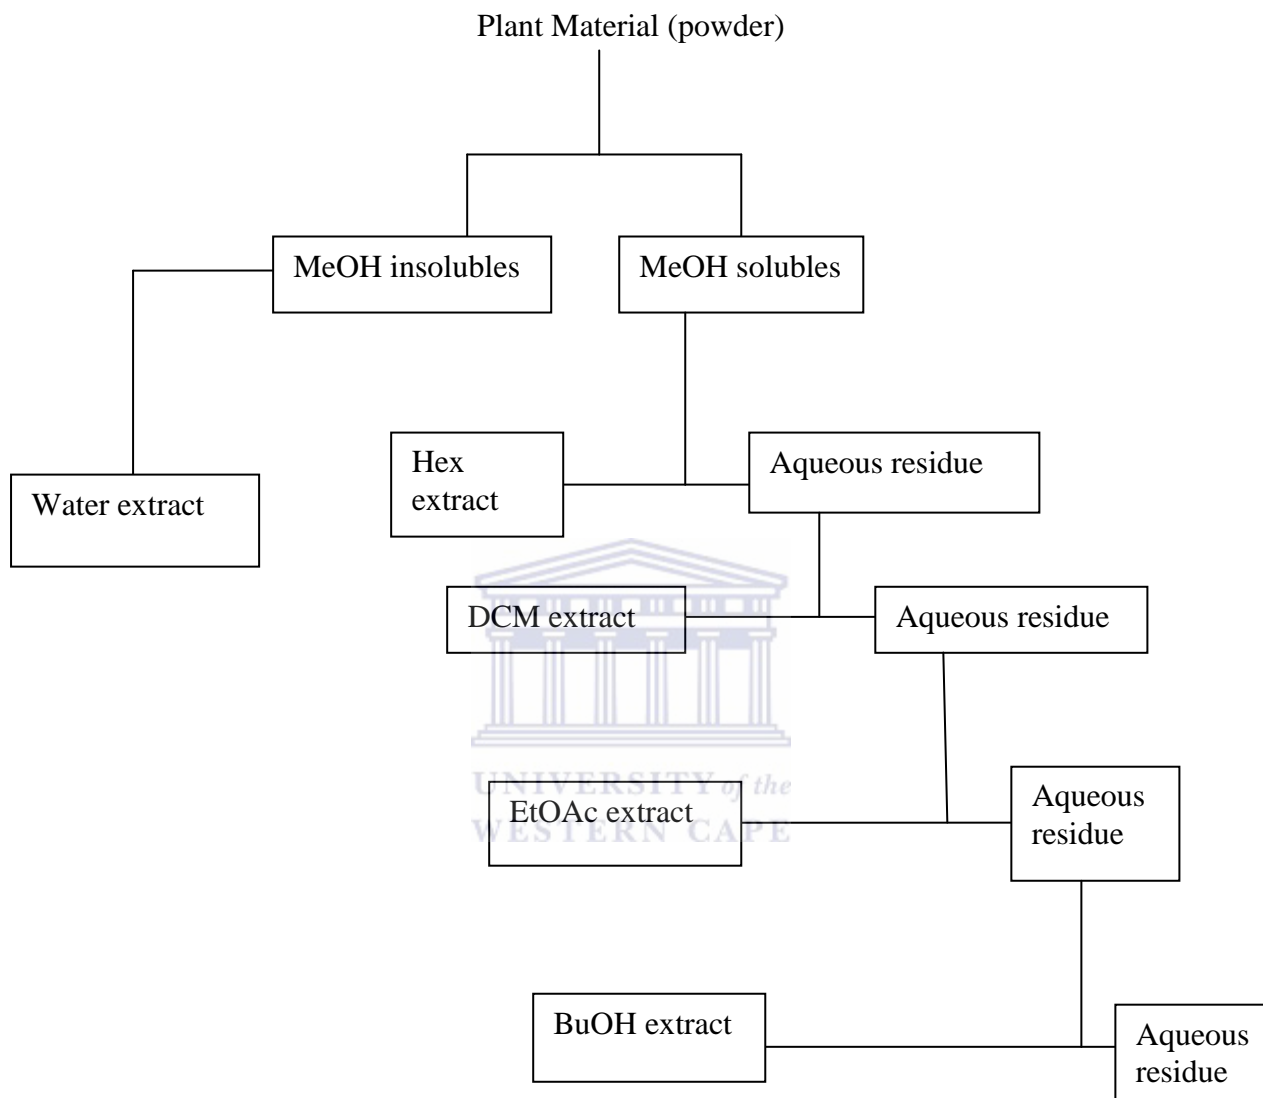 Plant Material (powder)
MeOH insolubles
MeOH solubles
Hex
extract
Aqueous residue
Water extract
DCM extract
Aqueous residue
UNIVERSITY of the
WESTERN CAPE
EtOAc extract
Aqueous
residue
BuOH extract
Aqueous
residue